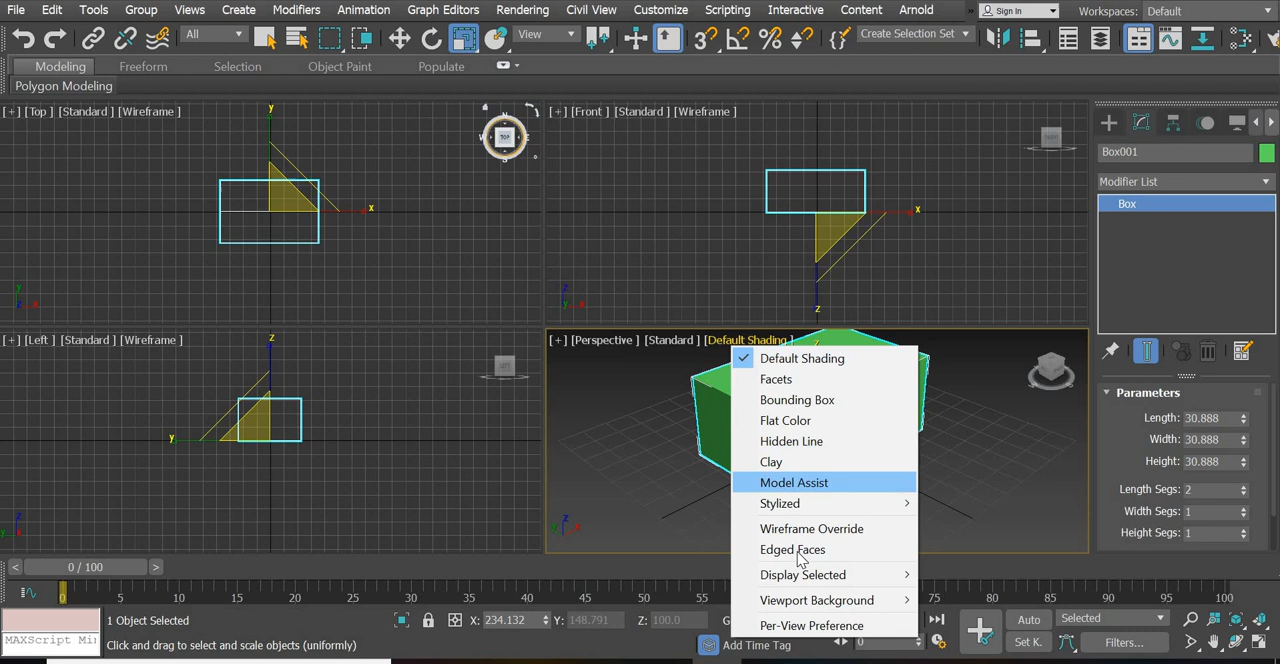 File Edit Tools Group Views Create Modifiers Animation Graph Editors Rendering Civil View Customize Scripting Interactive Content Arnold » Sign In Workspaces: Default
All View Create Selection Set
Modeling Freeform Selection Object Paint Populate
Polygon Modeling
[+] [Top ] [Standard ] [Wireframe ]
[+] [Front ] [Standard ] [Wireframe ]
y
N
W TOP E
S
x
x
z
z
x
z
x
Box001
Modifier List
Box
[+] [Left ] [Standard ] [Wireframe ]
[+] [Perspective ] [Standard ] [Default Shading ]
z
LEFT
y
z
y
z
x
Default Shading
Facets
Bounding Box
Flat Color
Hidden Line
Clay
Model Assist
Stylized
Wireframe Override
Edged Faces
Display Selected
Viewport Background
Per-View Preference
Parameters
Length: 30.888
Width: 30.888
Height: 30.888
Length Segs: 2
Width Segs: 1
Height Segs: 1
< 0 / 100 >
0 5 10 15 20 25 30 35 40 45 50 55 90 95 100
MAXScript Mi
1 Object Selected
Click and drag to select and scale objects (uniformly)
X: 234.132 Y: 148.791 Z: 100.0
Add Time Tag
0
Auto Selected
Set K. Filters...